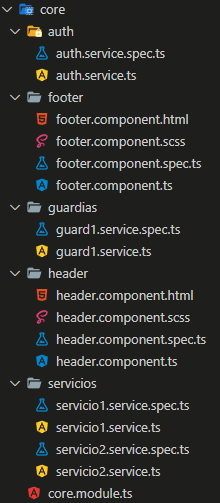 core
auth
auth.service.spec.ts
auth.service.ts
footer
footer.component.html
footer.component.scss
footer.component.spec.ts
footer.component.ts
guardias
guard1.service.spec.ts
guard1.service.ts
header
header.component.html
header.component.scss
header.component.spec.ts
header.component.ts
servicios
servicio1.service.spec.ts
servicio1.service.ts
servicio2.service.spec.ts
servicio2.service.ts
core.module.ts